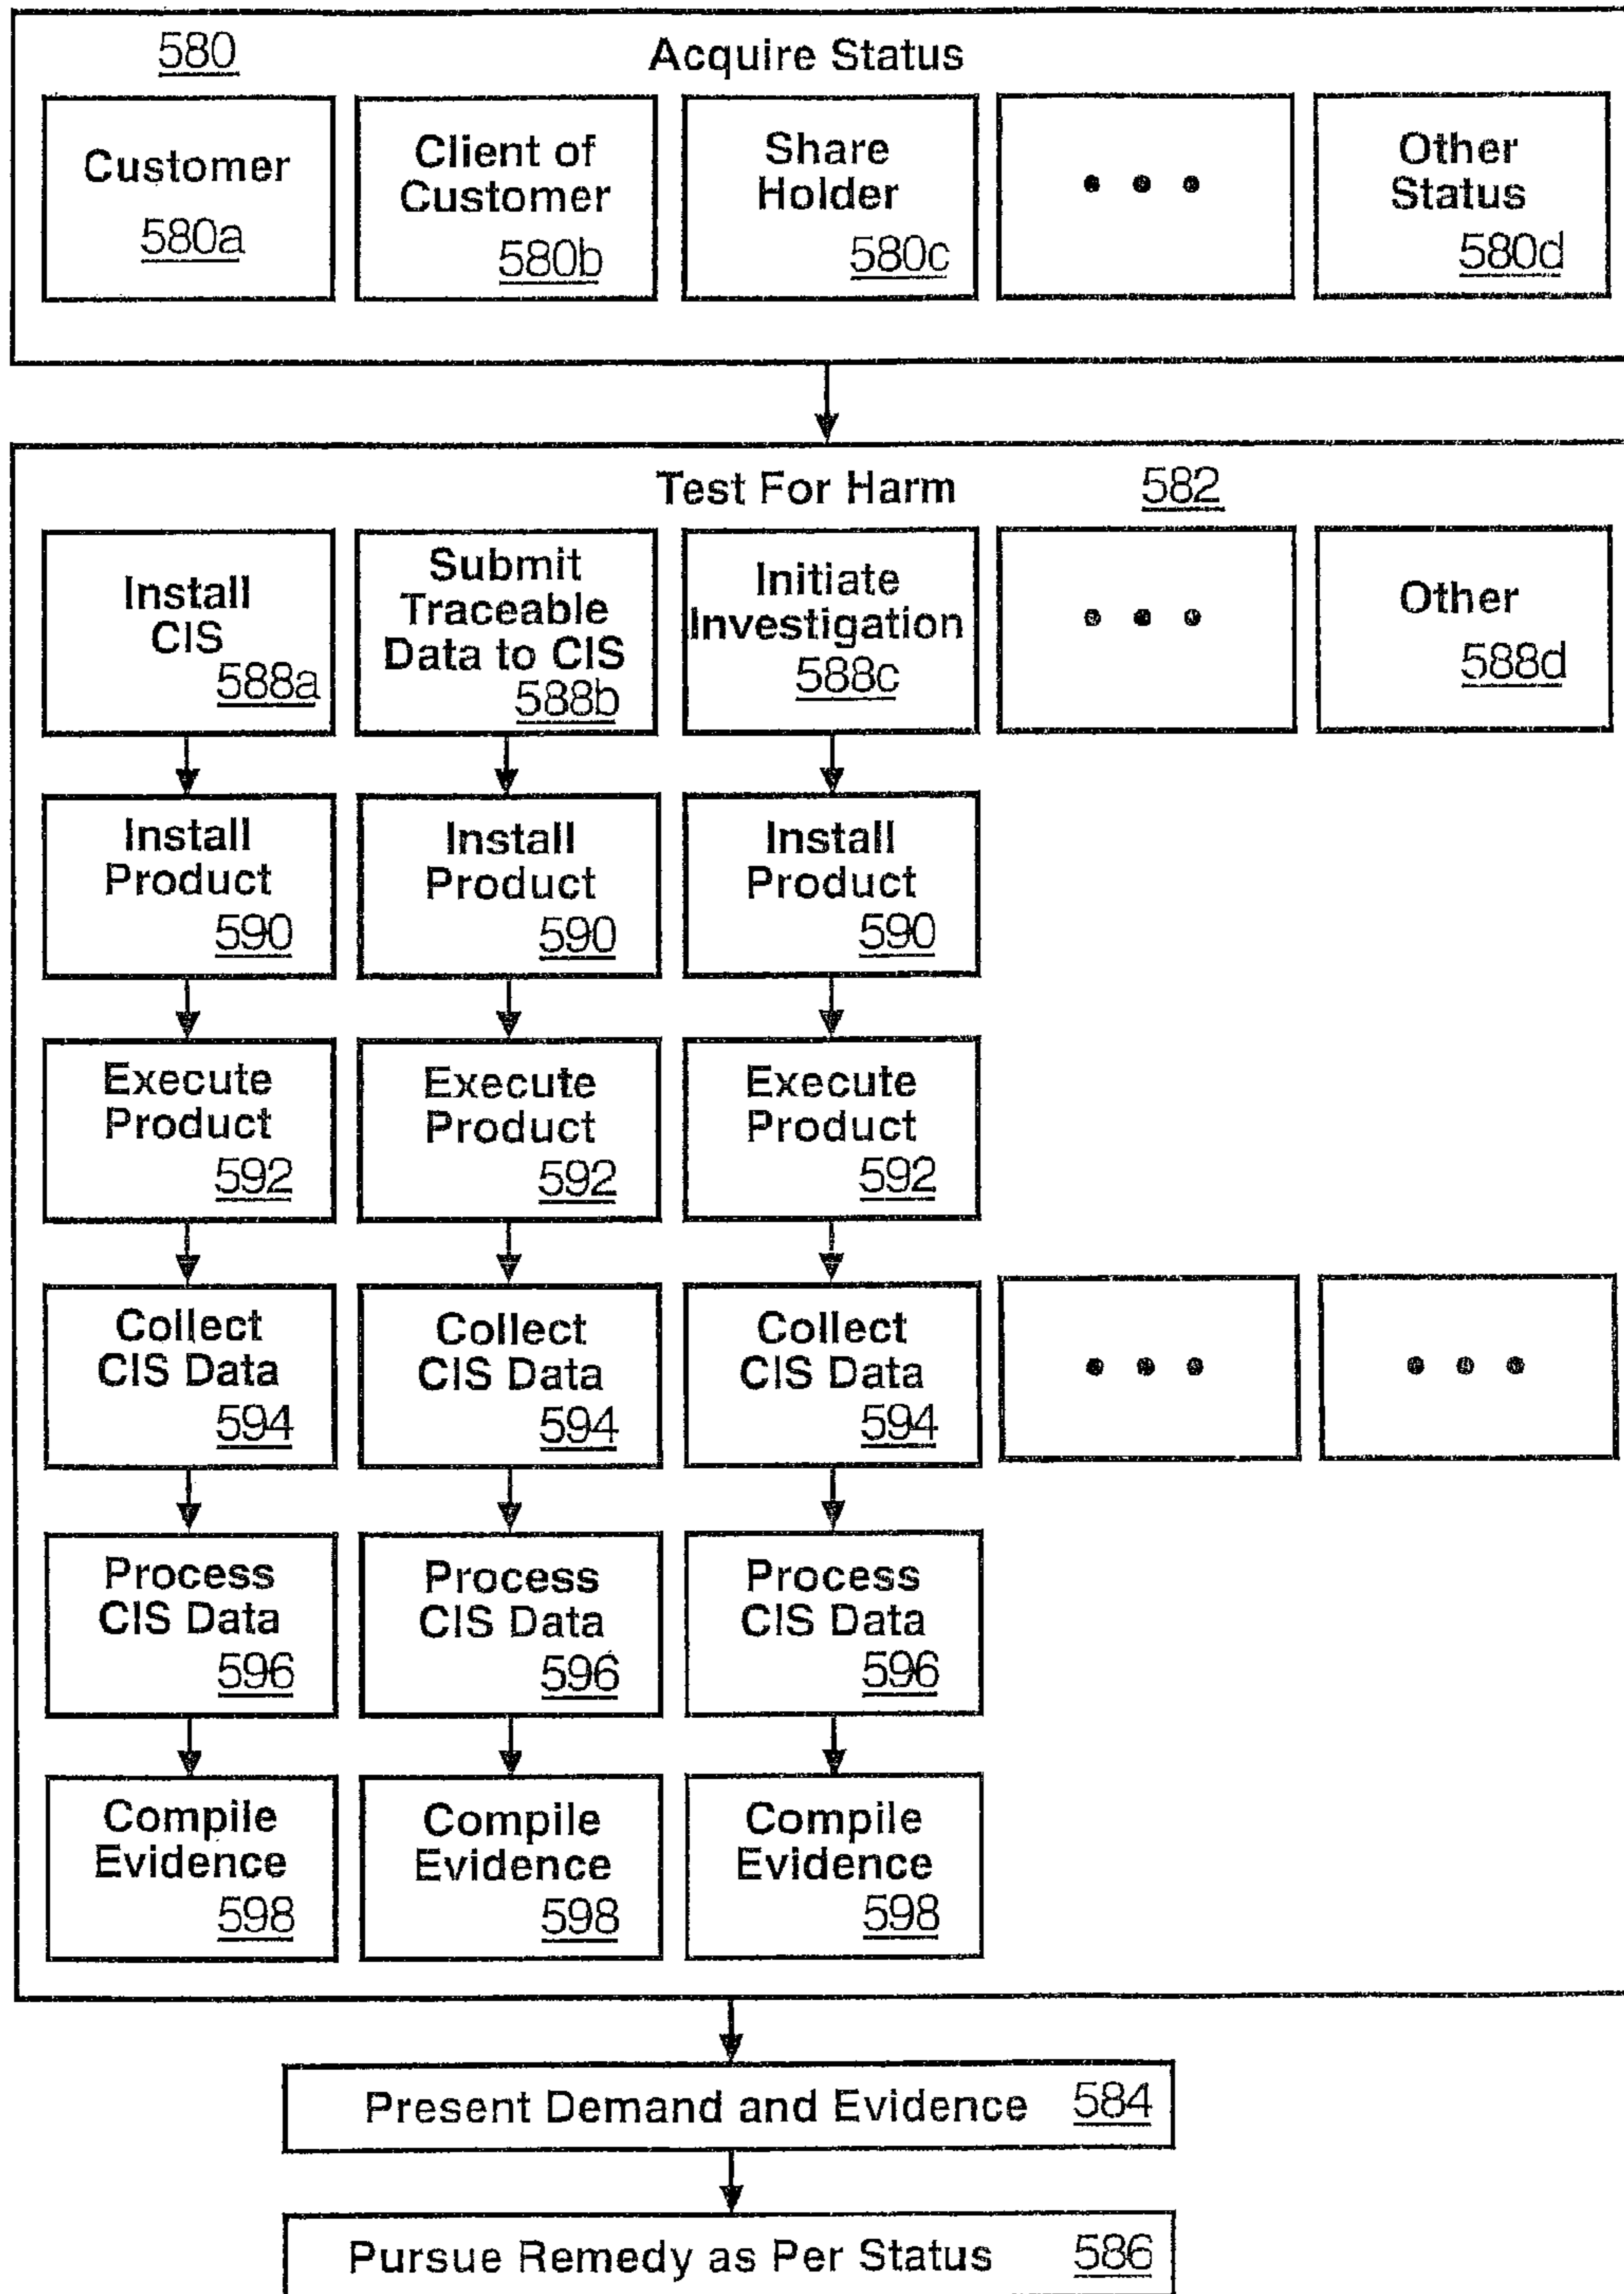 580
Acquire Status
Customer
580a
Client of
Customer
580b
Share
Holder
580c
• • •
Other
Status
580d
Test For Harm 582
Install
CIS
588a
Submit
Traceable
Data to CIS
588b
Initiate
Investigation
588c
• • •
Other
588d
Install
Product
590
Install
Product
590
Install
Product
590
Execute
Product
592
Execute
Product
592
Execute
Product
592
Collect
CIS Data
594
Collect
CIS Data
594
Collect
CIS Data
594
• • •
• • •
Process
CIS Data
596
Process
CIS Data
596
Process
CIS Data
596
Compile
Evidence
598
Compile
Evidence
598
Compile
Evidence
598
Present Demand and Evidence 584
Pursue Remedy as Per Status 586